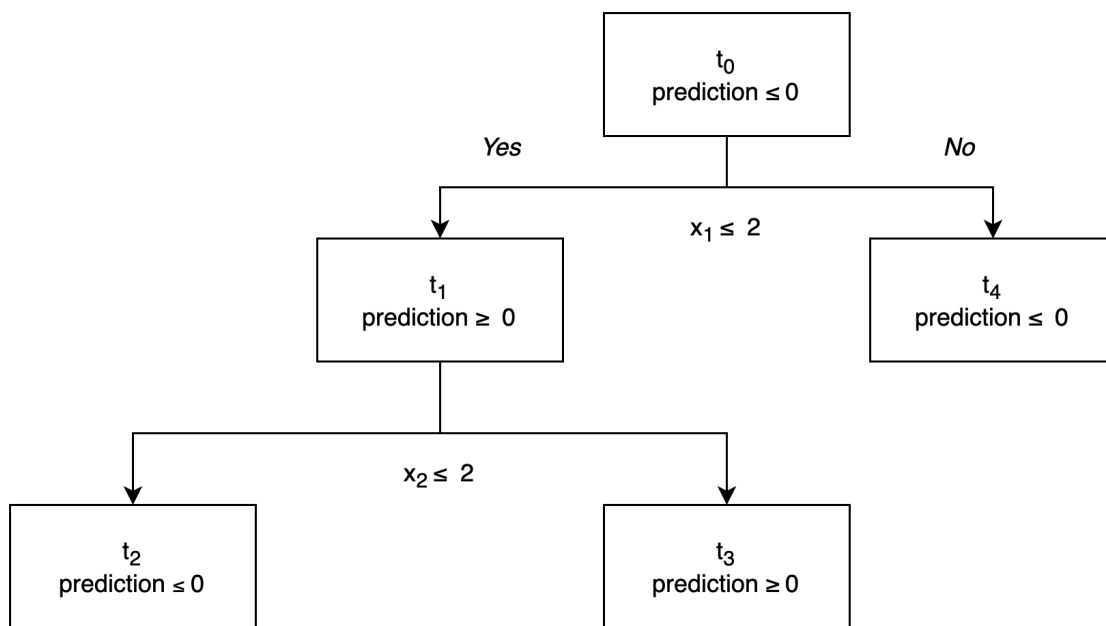 t₀
prediction ≤ 0
Yes
No
x₁ ≤ 2
t₁
prediction ≥ 0
t₄
prediction ≤ 0
x₂ ≤ 2
t₂
prediction ≤ 0
t₃
prediction ≥ 0